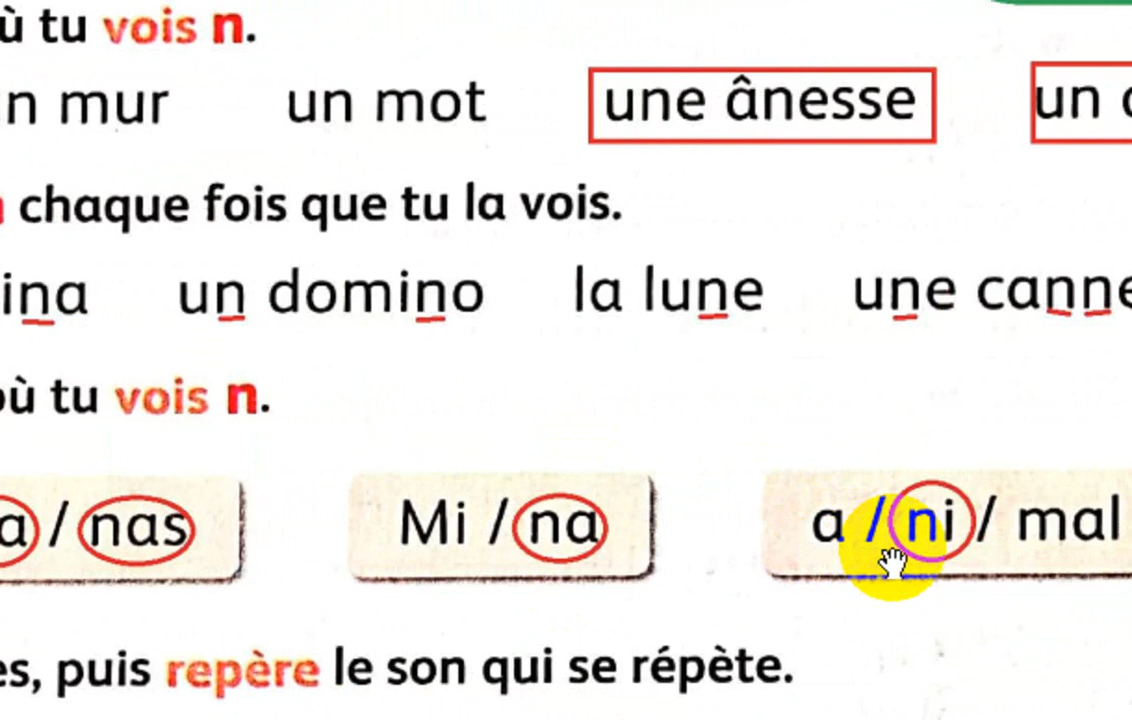 ù tu vois n.
n mur un mot une ânesse un
chaque fois que tu la vois.
ina un domino la lune une canne
où tu vois n.
a / nas Mi / na a / ni / mal
es, puis repère le son qui se répète.